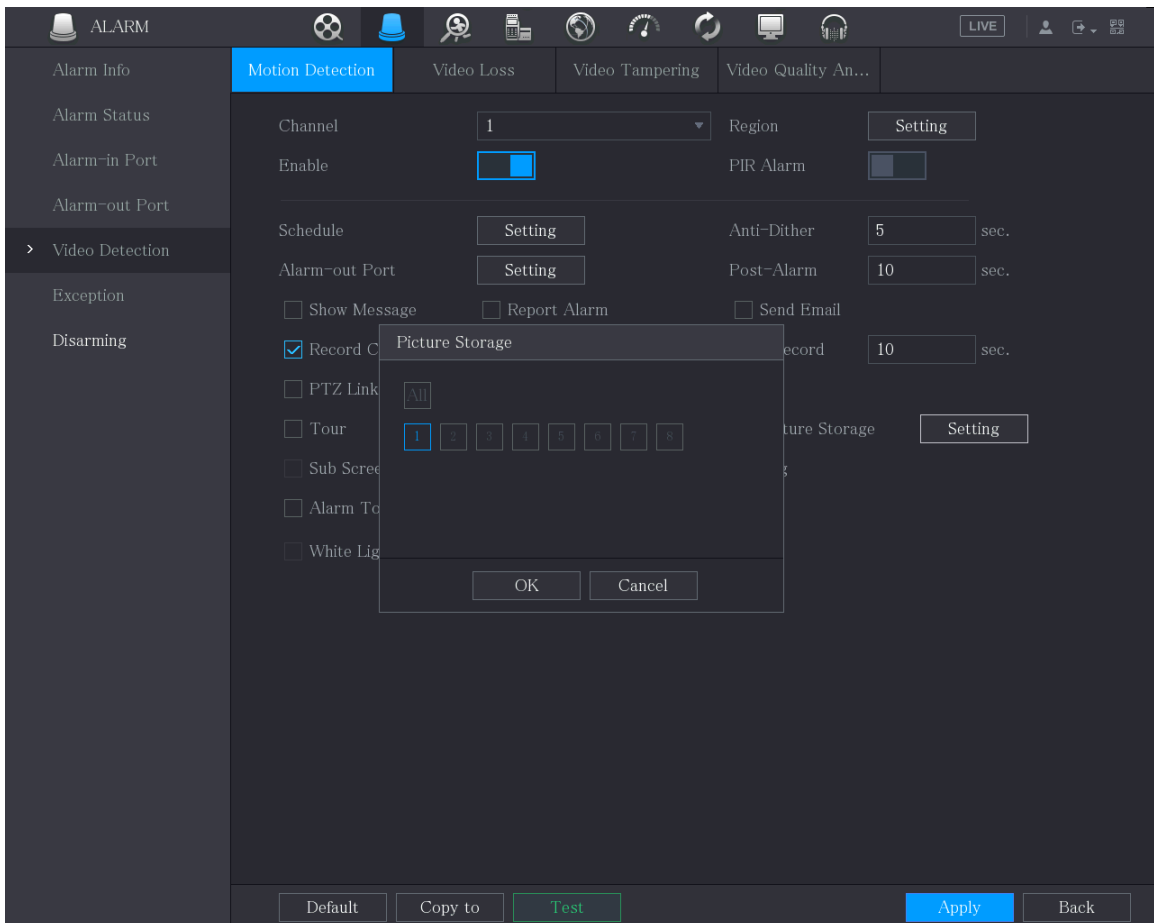 ALARM
LIVE
Alarm Info
Alarm Status
Alarm-in Port
Alarm-out Port
Video Detection
Exception
Disarming
Motion Detection Video Loss Video Tampering Video Quality An...
Channel 1 Region Setting
Enable PIR Alarm
Schedule Setting Anti-Dither 5 sec.
Alarm-out Port Setting Post-Alarm 10 sec.
Show Message Report Alarm Send Email
Record C ecord 10 sec.
PTZ Link
Tour ture Storage Setting
Sub Scree g
Alarm To
White Lig
Picture Storage
All
1 2 3 4 5 6 7 8
OK Cancel
Default Copy to Test Apply Back